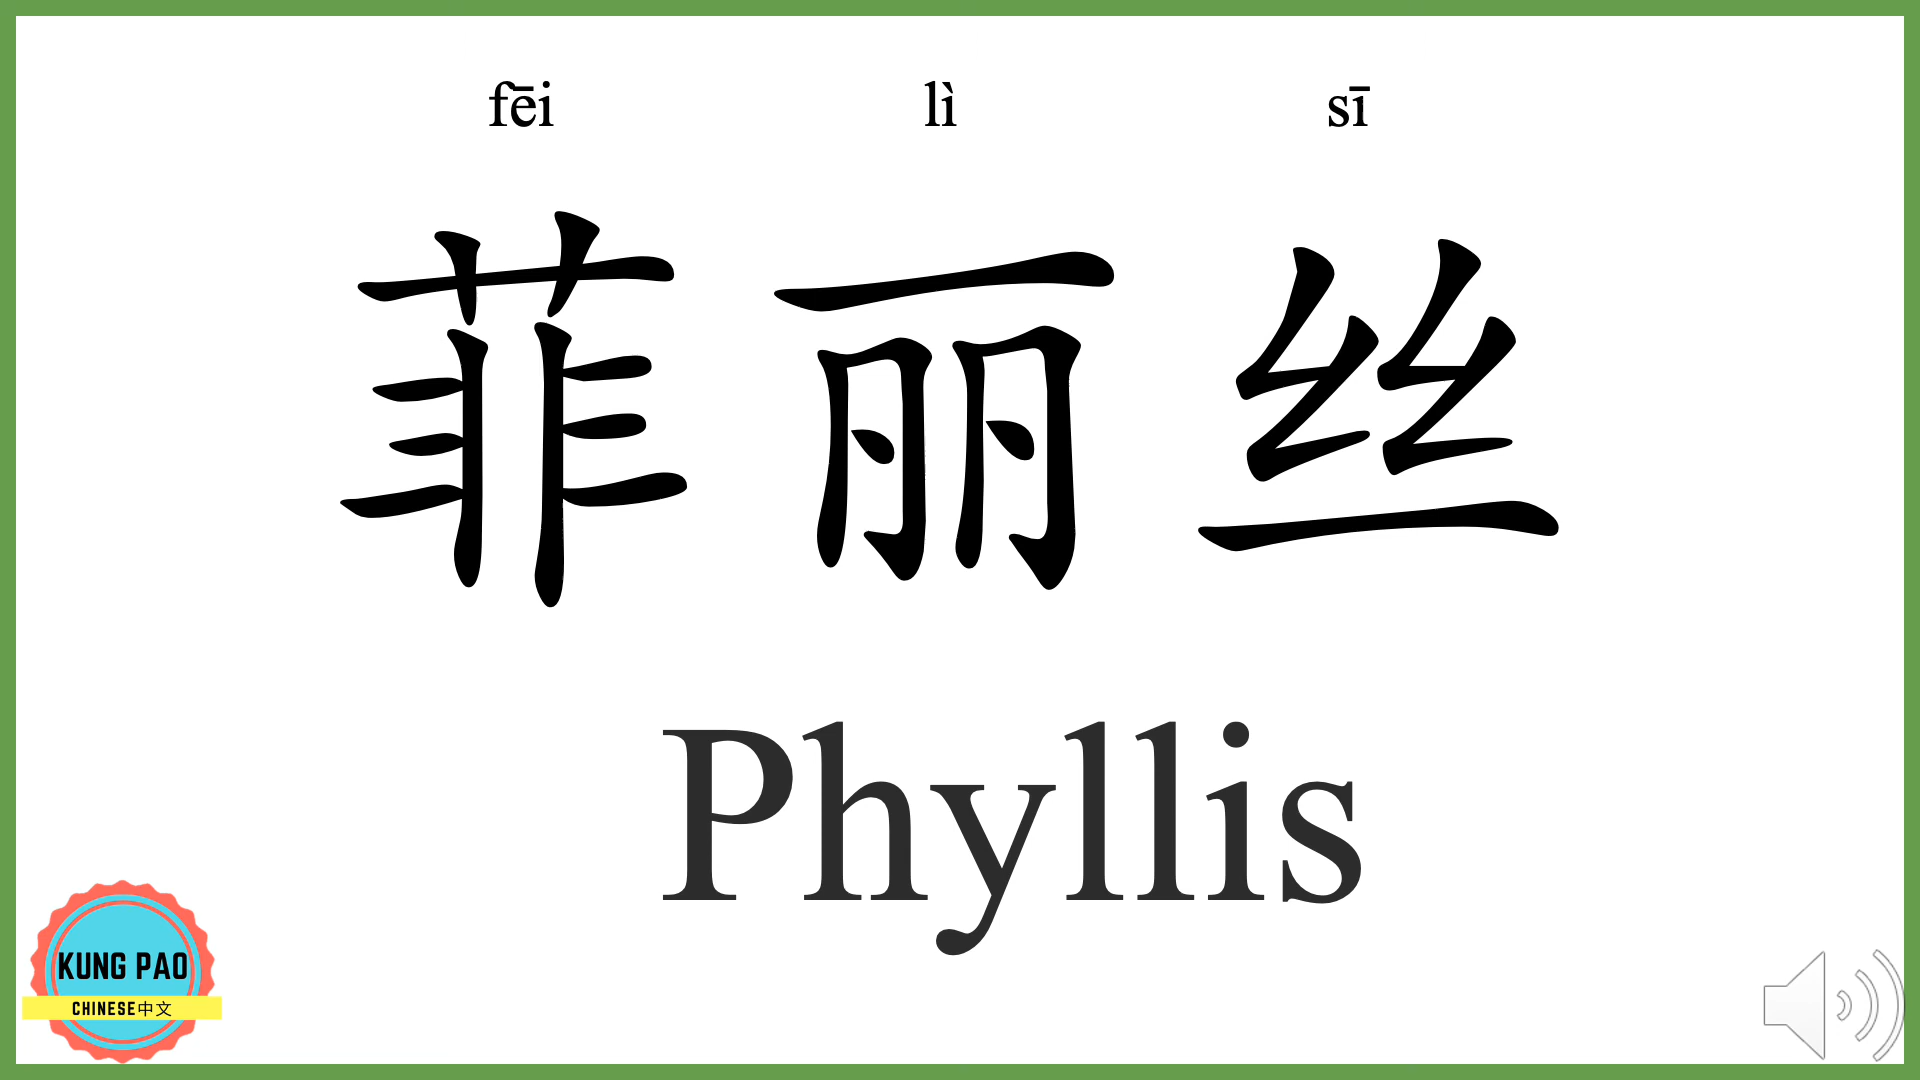 fēi lì sī
菲丽丝
Phyllis
KUNG PAO
CHINESE中文